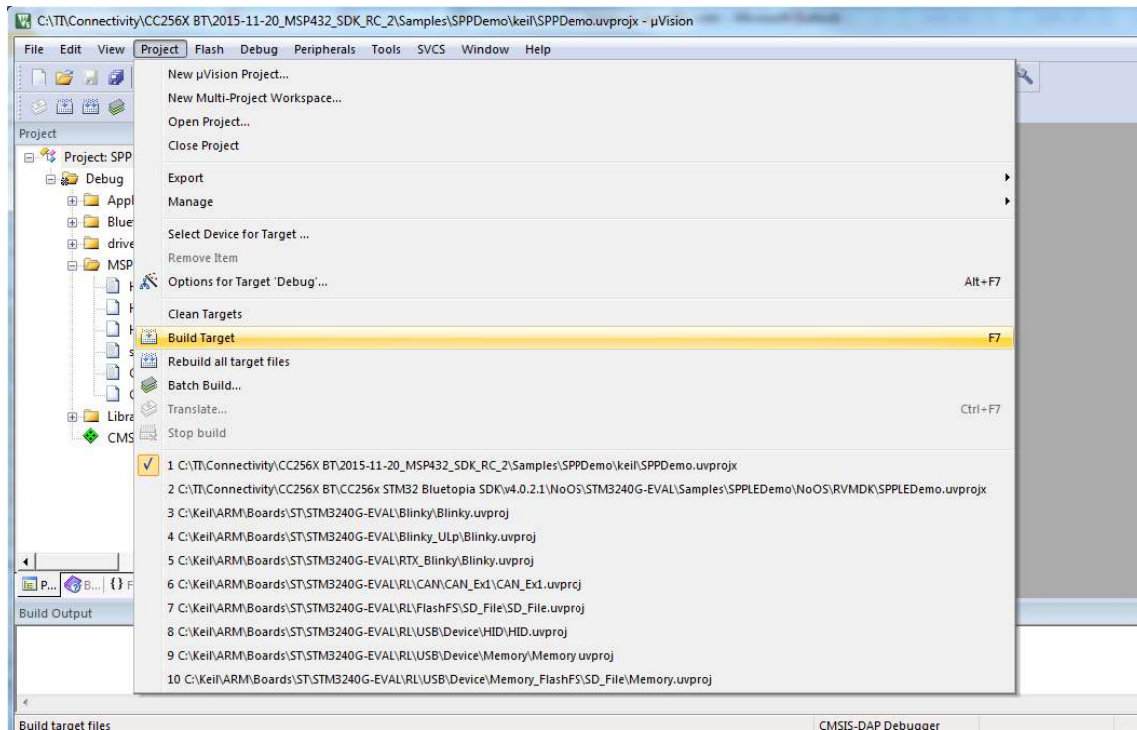 C:\TI\Connectivity\CC256X BT\2015-11-20_MSP432_SDK_RC_2\Samples\SPPDemo\keil\SPPDemo.uvprojx - µVision
File Edit View Project Flash Debug Peripherals Tools SVCS Window Help
New µVision Project...
New Multi-Project Workspace...
Open Project...
Close Project
Export
Manage
Select Device for Target ...
Remove Item
Options for Target 'Debug'... Alt+F7
Clean Targets
Build Target F7
Rebuild all target files
Batch Build...
Translate... Ctrl+F7
Stop build
1 C:\TI\Connectivity\CC256X BT\2015-11-20_MSP432_SDK_RC_2\Samples\SPPDemo\keil\SPPDemo.uvprojx
2 C:\TI\Connectivity\CC256X BT\CC256x STM32 Bluetopia SDK\v4.0.2.1\NoOS\STM3240G-EVAL\Samples\SPPLEDemo\NoOS\RVMDK\SPPLEDemo.uvprojx
3 C:\Keil\ARM\Boards\ST\STM3240G-EVAL\Blinky\Blinky.uvproj
4 C:\Keil\ARM\Boards\ST\STM3240G-EVAL\Blinky_ULp\Blinky.uvproj
5 C:\Keil\ARM\Boards\ST\STM3240G-EVAL\RTX_Blinky\Blinky.uvproj
6 C:\Keil\ARM\Boards\ST\STM3240G-EVAL\RL\CAN\CAN_Ex1\CAN_Ex1.uvproj
7 C:\Keil\ARM\Boards\ST\STM3240G-EVAL\RL\FlashFS\SD_File\SD_File.uvproj
8 C:\Keil\ARM\Boards\ST\STM3240G-EVAL\RL\USB\Device\HID\HID.uvproj
9 C:\Keil\ARM\Boards\ST\STM3240G-EVAL\RL\USB\Device\Memory\Memory.uvproj
10 C:\Keil\ARM\Boards\ST\STM3240G-EVAL\RL\USB\Device\Memory_FlashFS\SD_File\Memory.uvproj
Project
Project: SPP
Debug
Appl
Blue
drive
MSP
H
H
H
s
Libra
CMS
P... B... {} F
Build Output
Build target files CMSIS-DAP Debugger